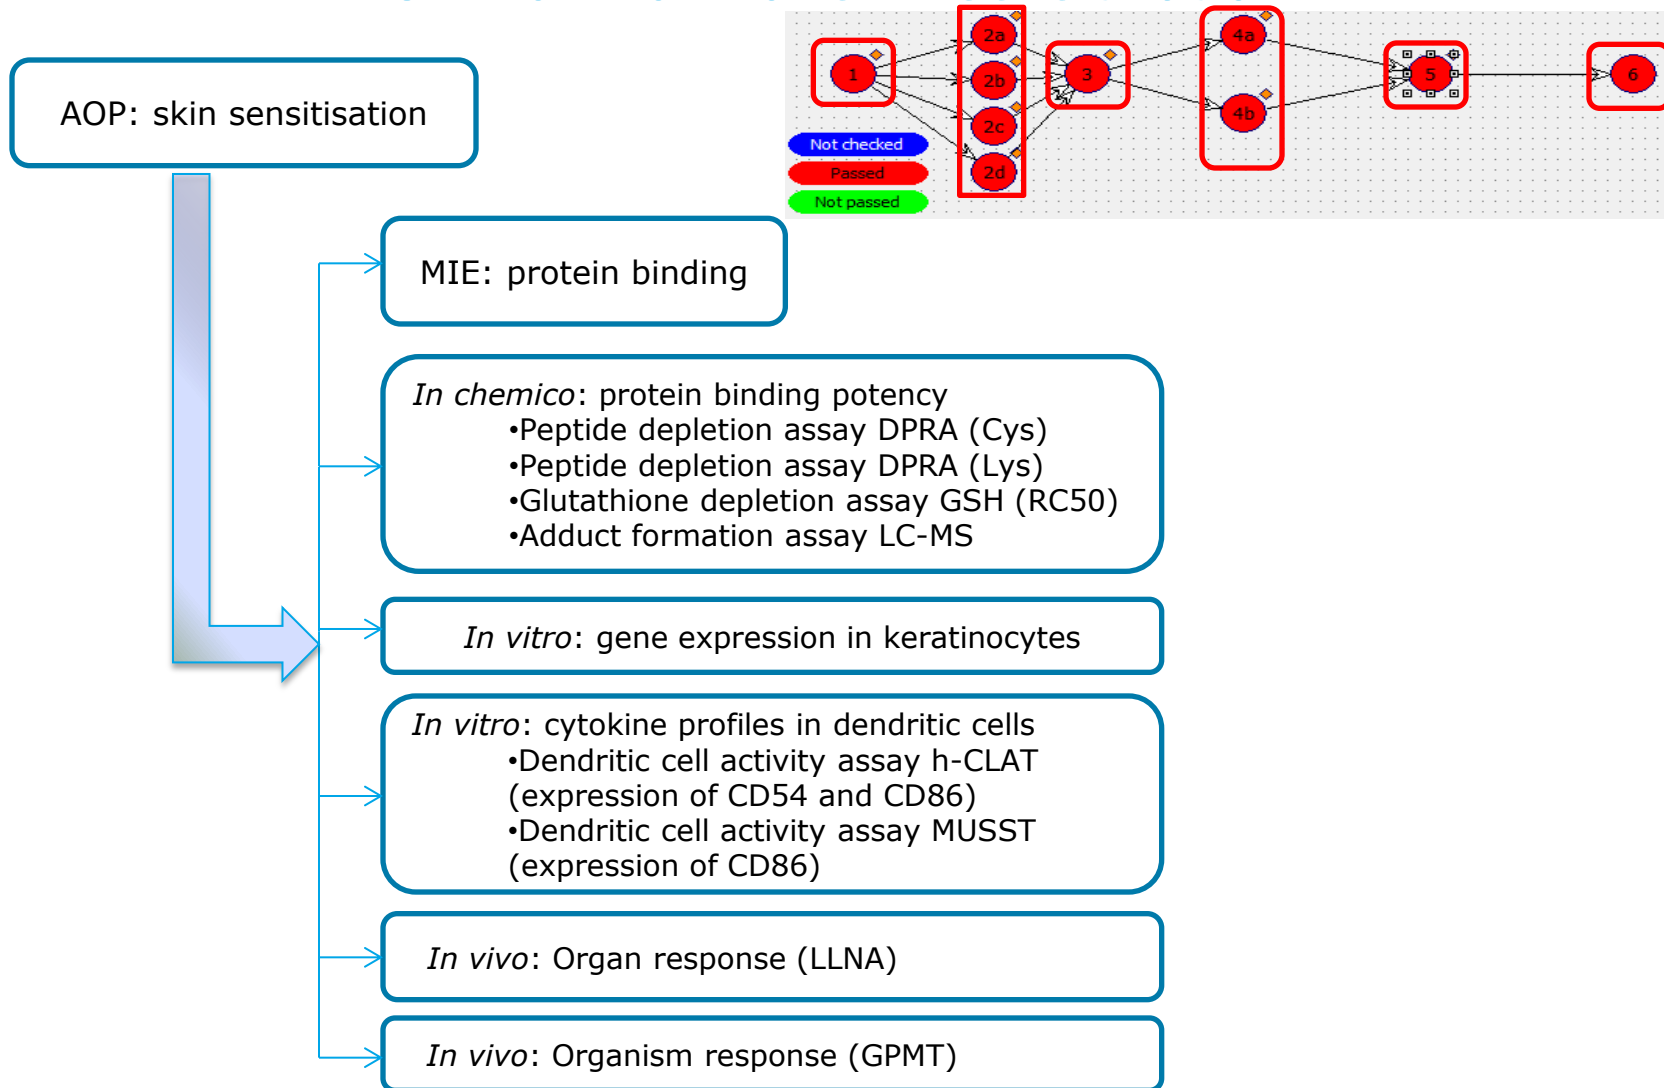 AOP: skin sensitisation
1
2a
2b
2c
2d
3
4a
4b
5
6
Not checked
Passed
Not passed
MIE: protein binding
In chemico: protein binding potency
•Peptide depletion assay DPRA (Cys)
•Peptide depletion assay DPRA (Lys)
•Glutathione depletion assay GSH (RC50)
•Adduct formation assay LC-MS
In vitro: gene expression in keratinocytes
In vitro: cytokine profiles in dendritic cells
•Dendritic cell activity assay h-CLAT
(expression of CD54 and CD86)
•Dendritic cell activity assay MUSST
(expression of CD86)
In vivo: Organ response (LLNA)
In vivo: Organism response (GPMT)